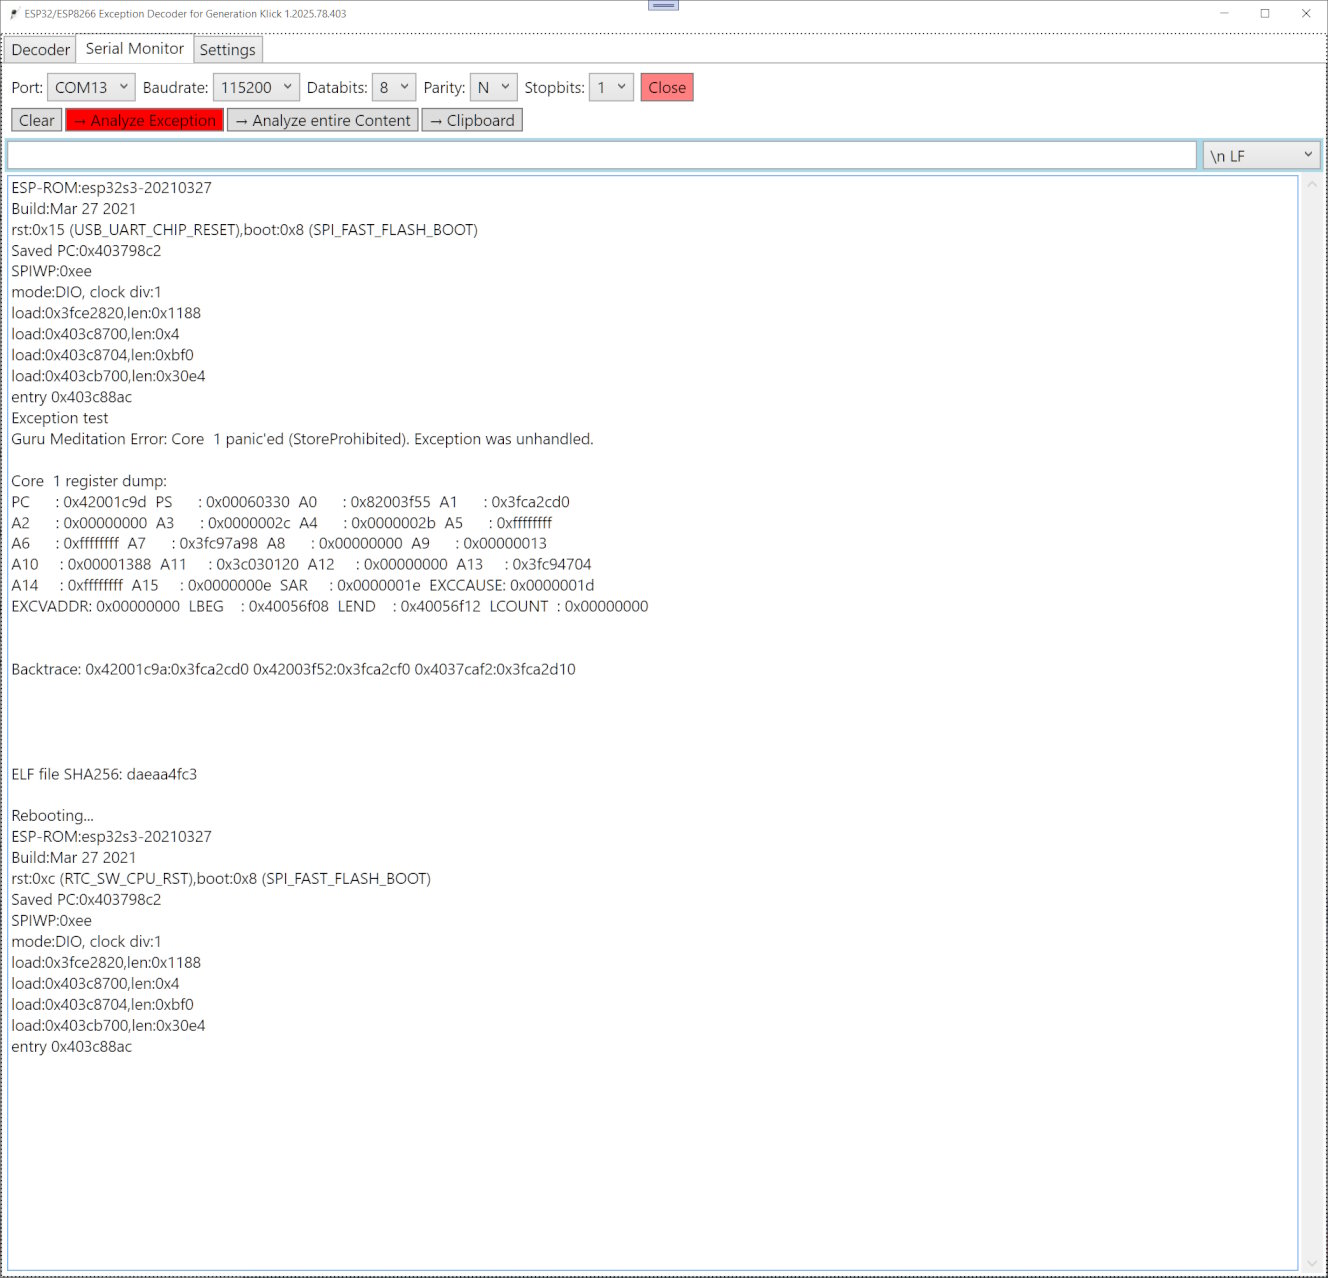 ESP32/ESP8266 Exception Decoder for Generation Klick 1.2025.78.403
Decoder Serial Monitor Settings
Port: COM13 Baudrate: 115200 Databits: 8 Parity: N Stopbits: 1 Close
Clear → Analyze Exception → Analyze entire Content → Clipboard
\n LF
ESP-ROM:esp32s3-20210327
Build:Mar 27 2021
rst:0x15 (USB_UART_CHIP_RESET),boot:0x8 (SPI_FAST_FLASH_BOOT)
Saved PC:0x403798c2
SPIWP:0xee
mode:DIO, clock div:1
load:0x3fce2820,len:0x1188
load:0x403c8700,len:0x4
load:0x403c8704,len:0xbf0
load:0x403cb700,len:0x30e4
entry 0x403c88ac
Exception test
Guru Meditation Error: Core  1 panic'ed (StoreProhibited). Exception was unhandled.
Core  1 register dump:
PC      : 0x42001c9d  PS      : 0x00060330  A0      : 0x82003f55  A1      : 0x3fca2cd0
A2      : 0x00000000  A3      : 0x0000002c  A4      : 0x0000002b  A5      : 0xffffffff
A6      : 0xffffffff  A7      : 0x3fc97a98  A8      : 0x00000000  A9      : 0x00000013
A10     : 0x00001388  A11     : 0x3c030120  A12     : 0x00000000  A13     : 0x3fc94704
A14     : 0xffffffff  A15     : 0x0000000e  SAR     : 0x0000001e  EXCCAUSE: 0x0000001d
EXCVADDR: 0x00000000  LBEG    : 0x40056f08  LEND    : 0x40056f12  LCOUNT  : 0x00000000
Backtrace: 0x42001c9a:0x3fca2cd0 0x42003f52:0x3fca2cf0 0x4037caf2:0x3fca2d10
ELF file SHA256: daeaa4fc3
Rebooting...
ESP-ROM:esp32s3-20210327
Build:Mar 27 2021
rst:0xc (RTC_SW_CPU_RST),boot:0x8 (SPI_FAST_FLASH_BOOT)
Saved PC:0x403798c2
SPIWP:0xee
mode:DIO, clock div:1
load:0x3fce2820,len:0x1188
load:0x403c8700,len:0x4
load:0x403c8704,len:0xbf0
load:0x403cb700,len:0x30e4
entry 0x403c88ac